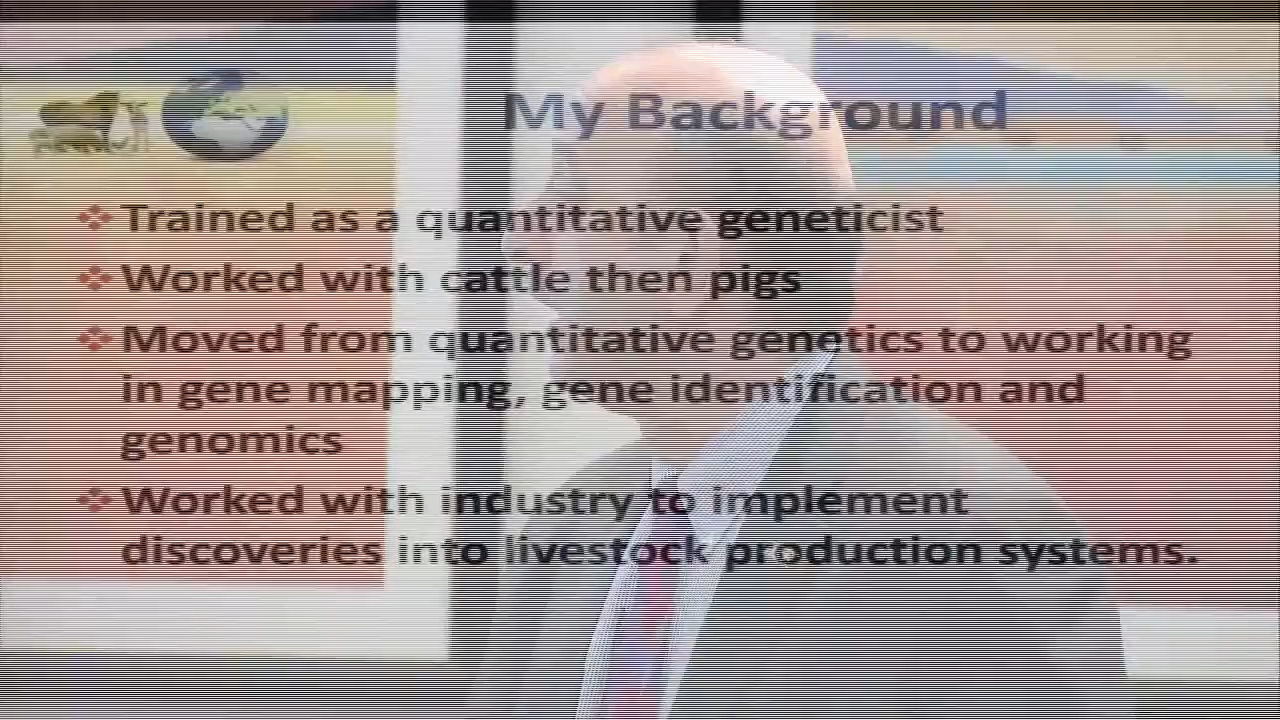 My Background
Trained as a quantitative geneticist
Worked with cattle then pigs
Moved from quantitative genetics to working
in gene mapping, gene identification and
genomics
Worked with industry to implement
discoveries into livestock production systems.